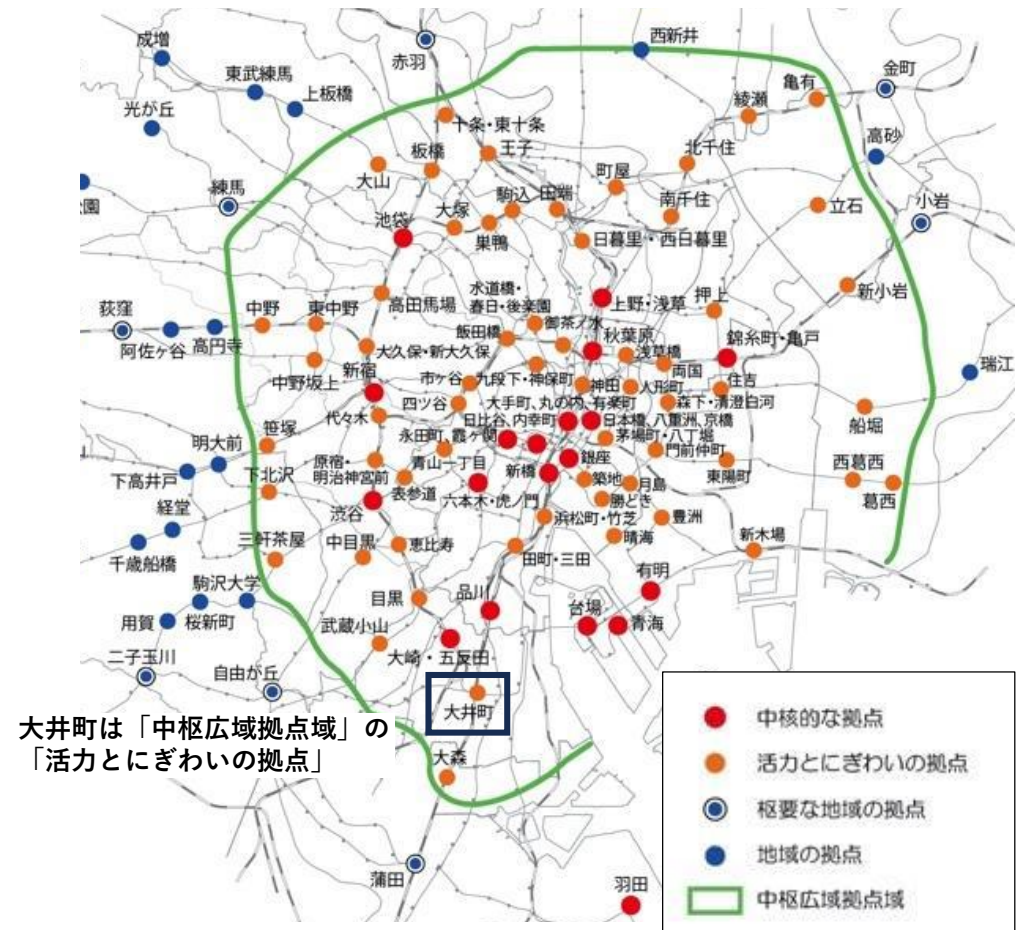 成増
赤羽
西新井
東武練馬
上板橋
亀有
金町
光が丘
綾瀬
十条・東十条
高砂
板橋
王子
北千住
大山
町屋
練馬
駒込
田端
南千住
立石
小岩
園
池袋
大塚
巣鴨
日暮里・西日暮里
新小岩
水道橋・
春日・後楽園
高田馬場
上野・浅草
押上
荻窪
中野
東中野
御茶ノ水
飯田橋
秋葉原
錦糸町・亀戸
阿佐ヶ谷
高円寺
大久保・新大久保
浅草橋
両国
瑞江
中野坂上
新宿
市ヶ谷
九段下・神保町
神田
人形町
住吉
四ツ谷
大手町、丸の内、有楽町
森下・清澄白河
代々木
日比谷、内幸町
日本橋、八重洲、京橋
船堀
笹塚
永田町、霞ヶ関
茅場町・八丁堀
明大前
門前仲町
原宿・
明治神宮前
青山一丁目
銀座
西葛西
下高井戸
下北沢
新橋
築地
月島
東陽町
表参道
葛西
経堂
渋谷
六本木・虎ノ門
勝どき
浜松町・竹芝
豊洲
三軒茶屋
中目黒
恵比寿
晴海
新木場
千歳船橋
田町・三田
駒沢大学
有明
目黒
品川
台場
用賀
桜新町
武蔵小山
青海
二子玉川
大崎・五反田
自由が丘
大井町
大井町は「中枢広域拠点域」の
「活力とにぎわいの拠点」
大森
蒲田
羽田
中核的な拠点
活力とにぎわいの拠点
枢要な地域の拠点
地域の拠点
中枢広域拠点域